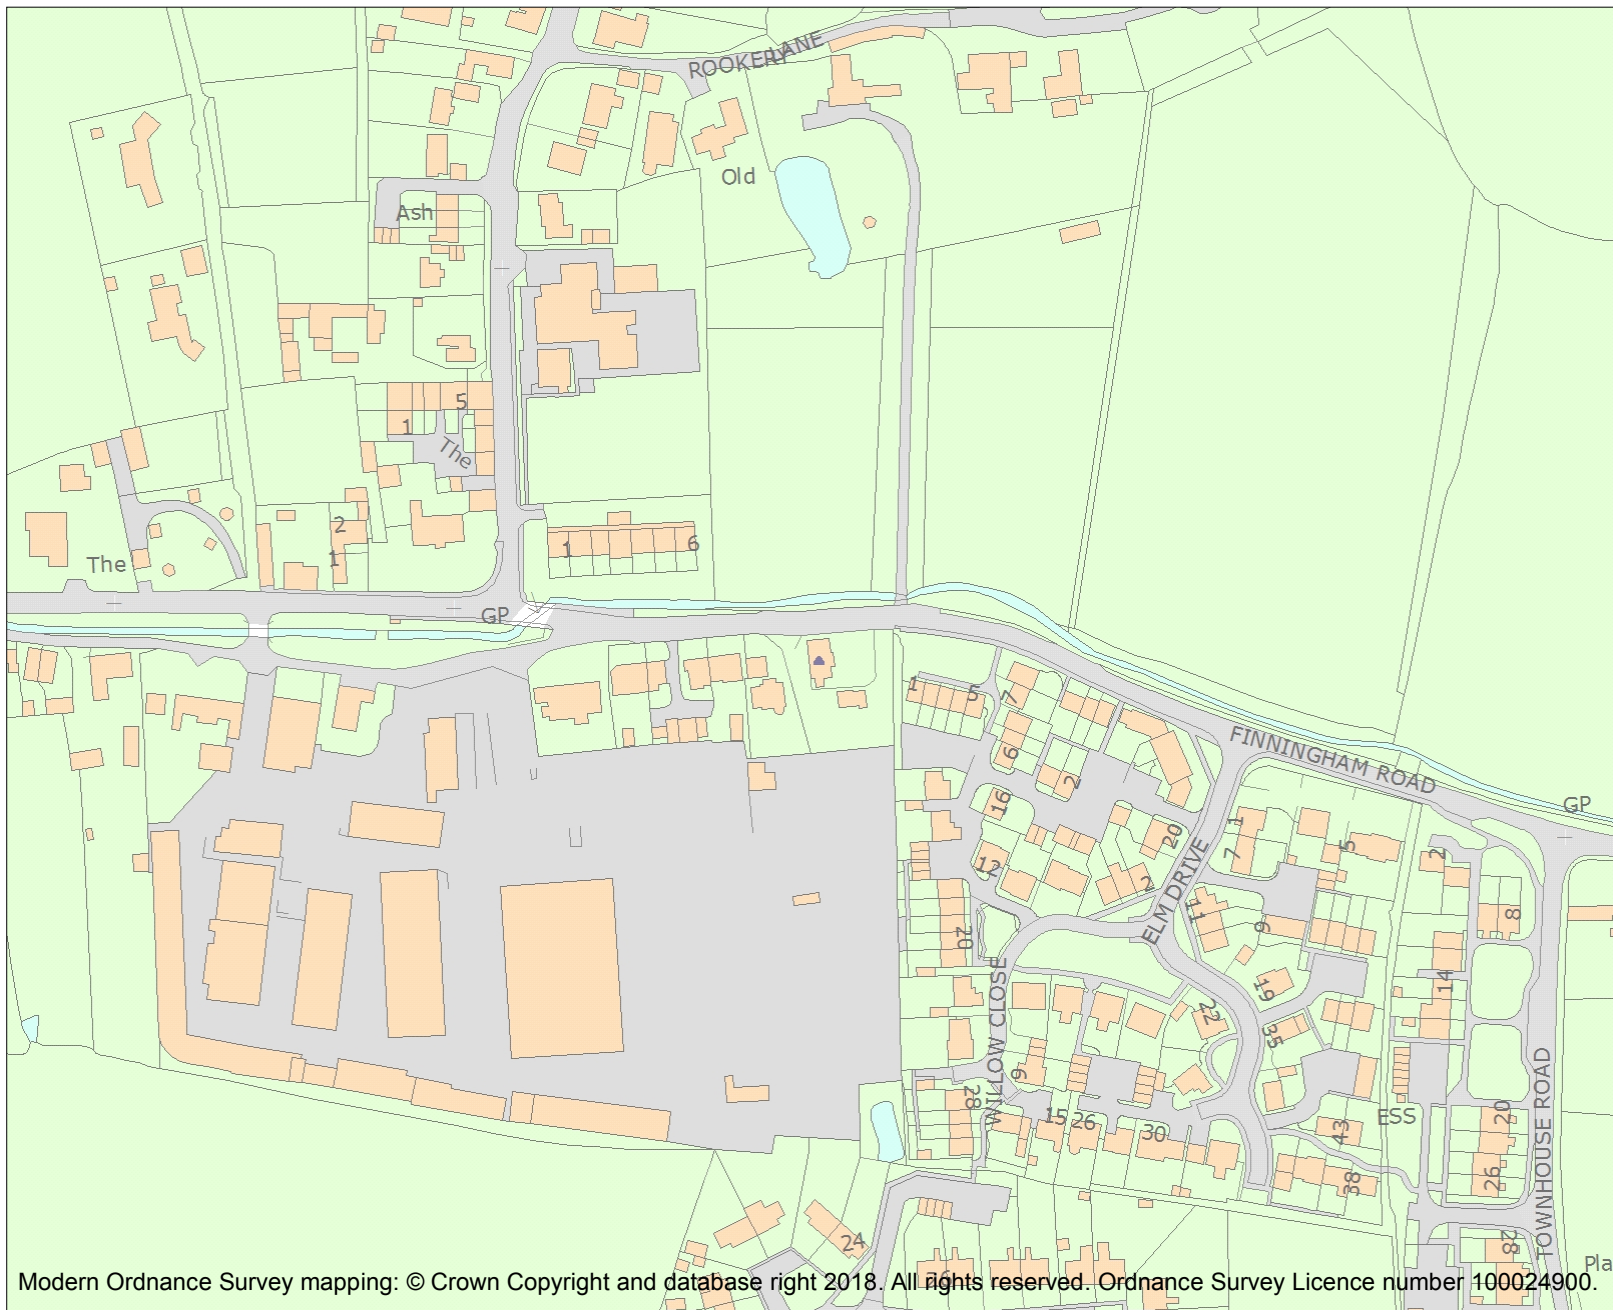 ROOKERY LANE
Old
Ash
5
1
The
2
1
The
1
6
GP
1
5
7
6
2
16
12
20
2
FINNINGHAM ROAD
GP
ELM DRIVE
1
7
5
2
11
9
8
20
14
WILLOW CLOSE
19
22
35
9
28
15
26
30
ESS
43
38
20
26
TOWNHOUSE ROAD
28
24
26
Pla
Modern Ordnance Survey mapping: © Crown Copyright and database right 2018. All rights reserved. Ordnance Survey Licence number 100024900.